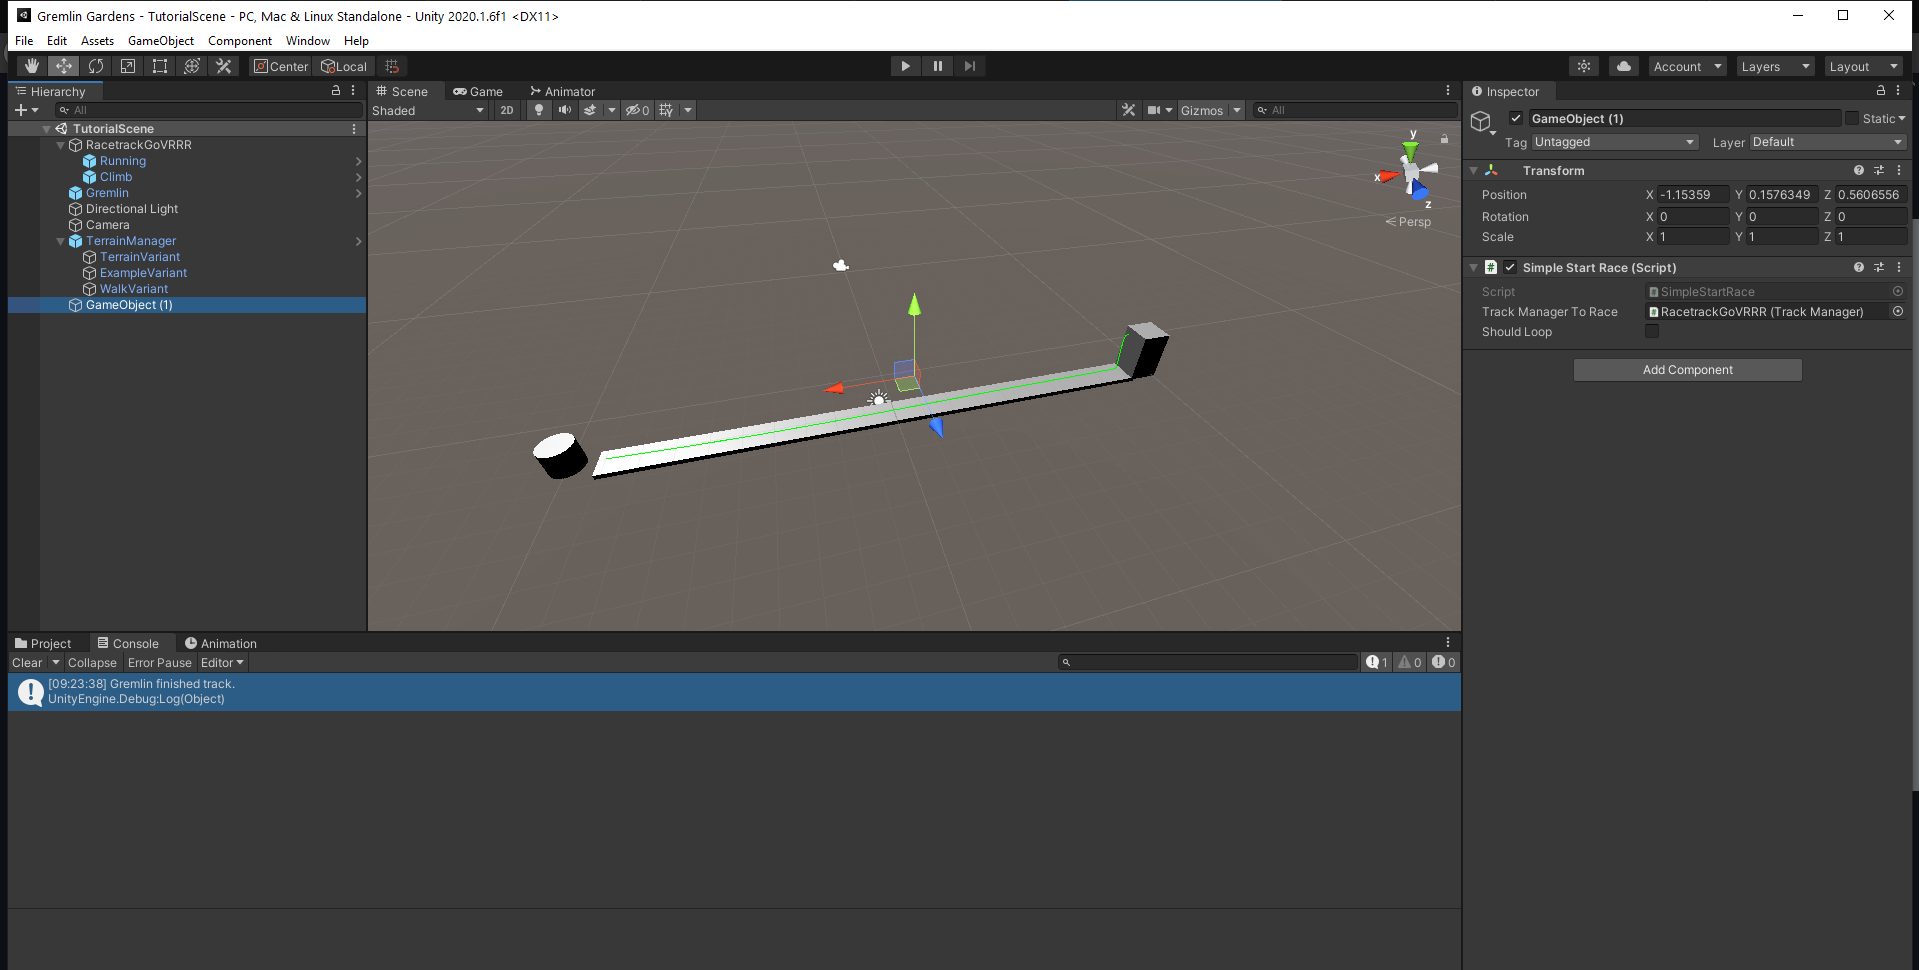 Gremlin Gardens - TutorialScene - PC, Mac & Linux Standalone - Unity 2020.1.6f1 <DX11>
File Edit Assets GameObject Component Window Help
Center Local Account Layers Layout
Hierarchy
All
TutorialScene
RacetrackGoVRRR
Running
Climb
Gremlin
Directional Light
Camera
TerrainManager
TerrainVariant
ExampleVariant
WalkVariant
GameObject (1)
Scene Game Animator
Shaded 2D 0 Gizmos All
y
x
z
Persp
Inspector
GameObject (1) Static
Tag Untagged Layer Default
Transform
Position X -1.15359 Y 0.1576349 Z 0.5606556
Rotation X 0 Y 0 Z 0
Scale X 1 Y 1 Z 1
# Simple Start Race (Script)
Script SimpleStartRace
Track Manager To Race RacetrackGoVRRR (Track Manager)
Should Loop
Add Component
Project Console Animation
Clear Collapse Error Pause Editor 1 0 0
[09:23:38] Gremlin finished track.
UnityEngine.Debug:Log(Object)